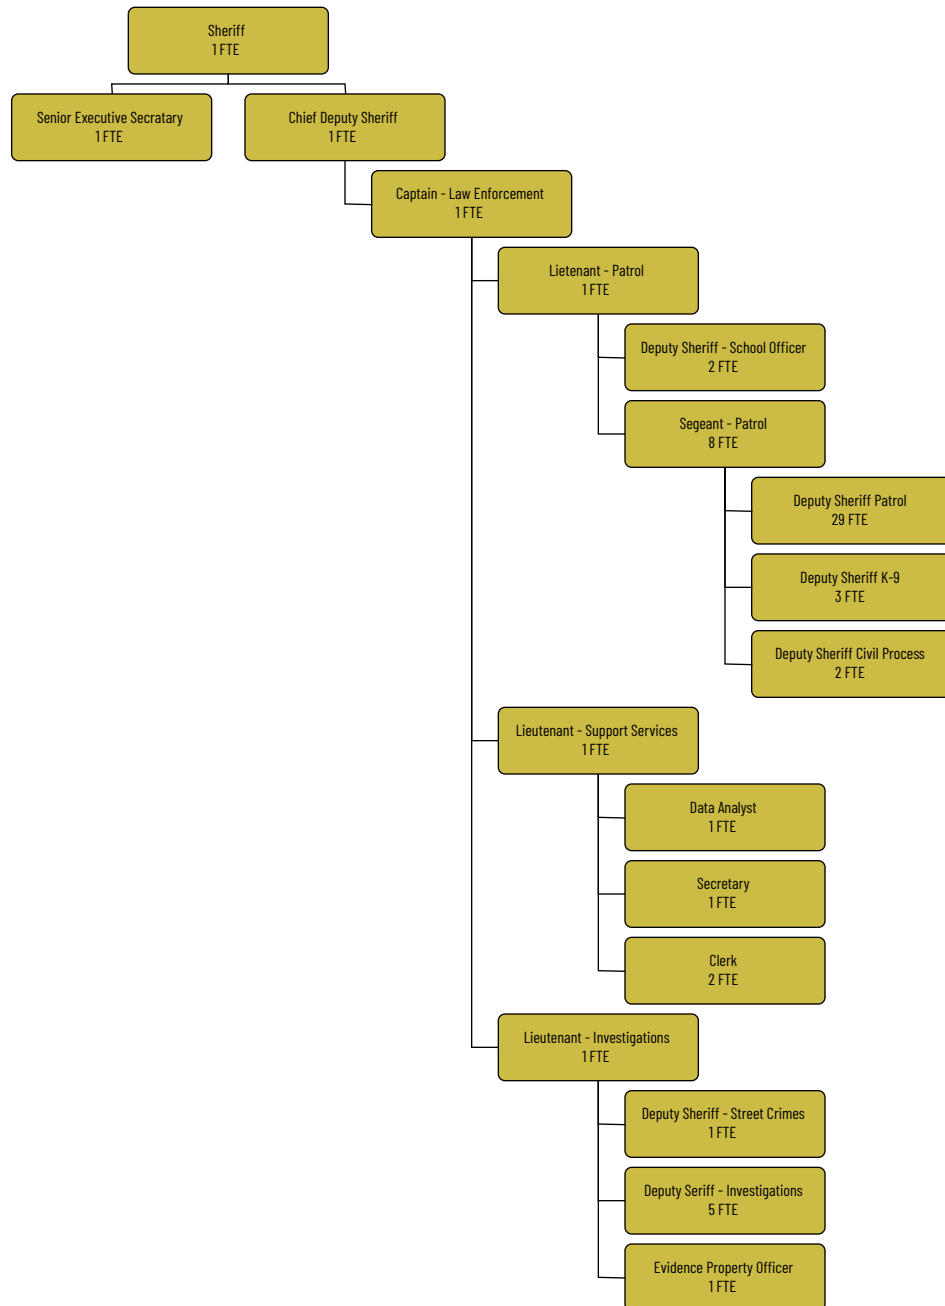 Sheriff
1 FTE
Senior Executive Secratary
1 FTE
Chief Deputy Sheriff
1 FTE
Captain - Law Enforcement
1 FTE
Lietenant - Patrol
1 FTE
Deputy Sheriff - School Officer
2 FTE
Segeant - Patrol
8 FTE
Deputy Sheriff Patrol
29 FTE
Deputy Sheriff K-9
3 FTE
Deputy Sheriff Civil Process
2 FTE
Lieutenant - Support Services
1 FTE
Data Analyst
1 FTE
Secretary
1 FTE
Clerk
2 FTE
Lieutenant - Investigations
1 FTE
Deputy Sheriff - Street Crimes
1 FTE
Deputy Seriff - Investigations
5 FTE
Evidence Property Officer
1 FTE